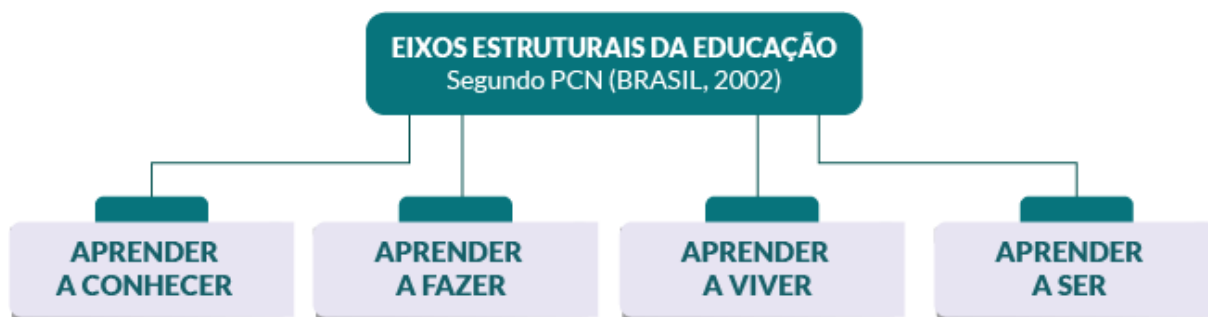 EIXOS ESTRUTURAIS DA EDUCAÇÃO
Segundo PCN (BRASIL, 2002)
APRENDER
A CONHECER
APRENDER
A FAZER
APRENDER
A VIVER
APRENDER
A SER